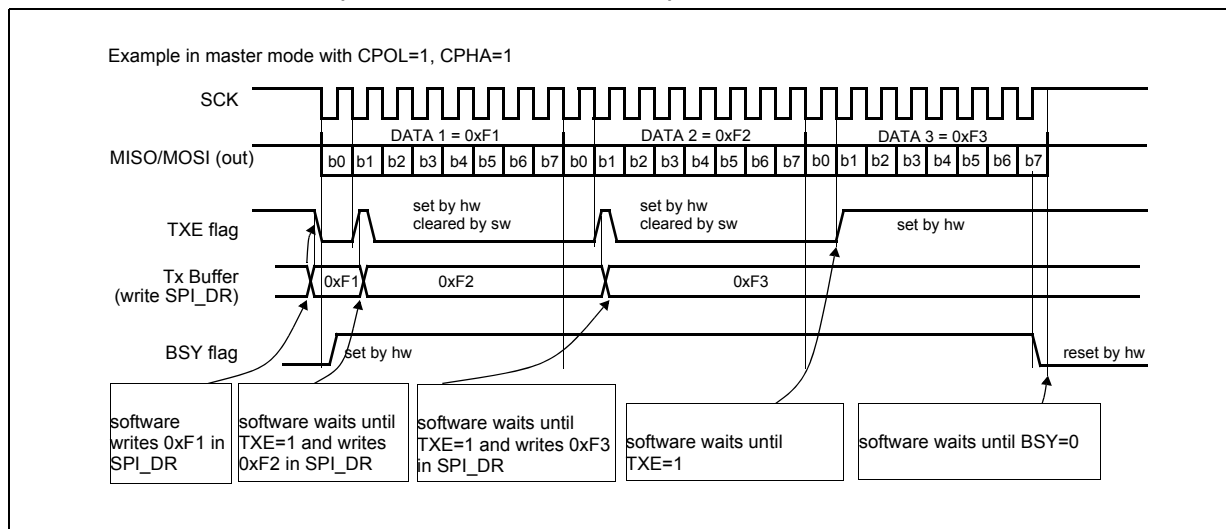 Example in master mode with CPOL=1, CPHA=1
SCK
DATA 1 = 0xF1
DATA 2 = 0xF2
DATA 3 = 0xF3
MISO/MOSI (out)
b0 b1 b2 b3 b4 b5 b6 b7 b0 b1 b2 b3 b4 b5 b6 b7 b0 b1 b2 b3 b4 b5 b6 b7
TXE flag
set by hw
cleared by sw
set by hw
cleared by sw
set by hw
Tx Buffer
(write SPI_DR)
0xF1
0xF2
0xF3
BSY flag
set by hw
reset by hw
software
writes 0xF1 in
SPI_DR
software waits until
TXE=1 and writes
0xF2 in SPI_DR
software waits until
TXE=1 and writes 0xF3
in SPI_DR
software waits until
TXE=1
software waits until BSY=0